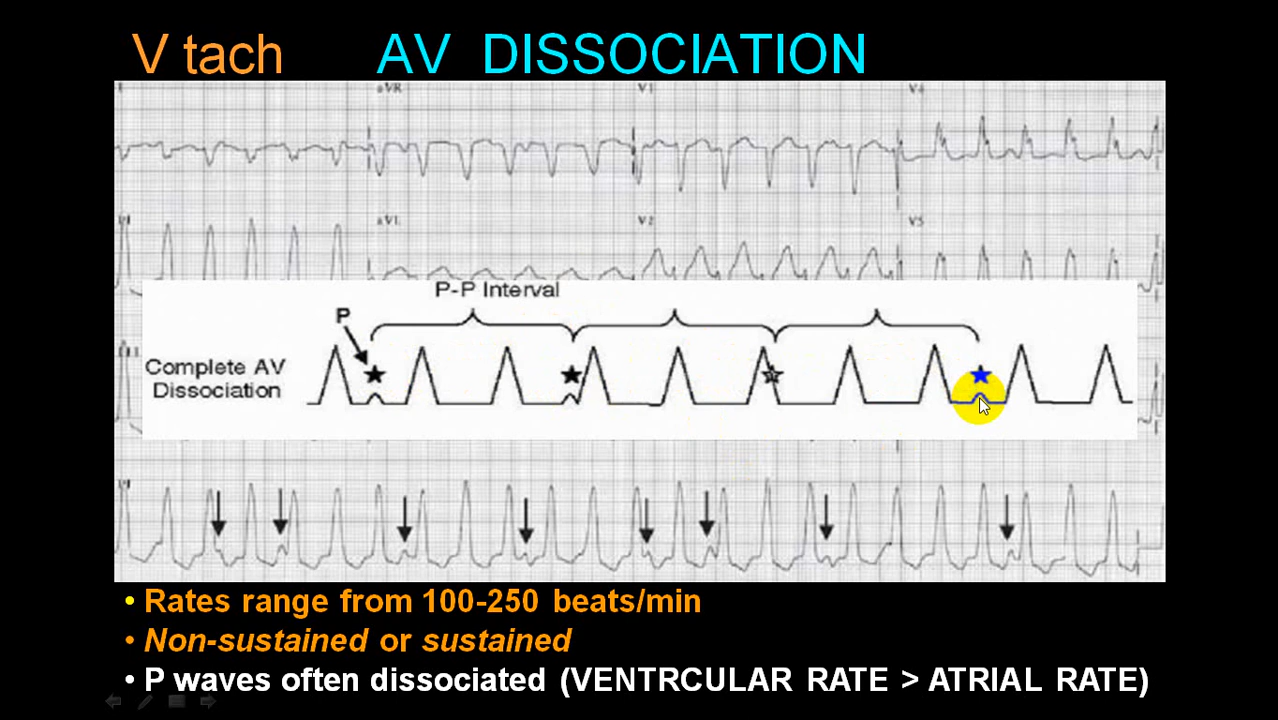 V tach AV DISSOCIATION
aVR V1 V4
aVL V2 V5
P-P Interval
P
Complete AV
Dissociation
• Rates range from 100-250 beats/min
• Non-sustained or sustained
• P waves often dissociated (VENTRCULAR RATE > ATRIAL RATE)